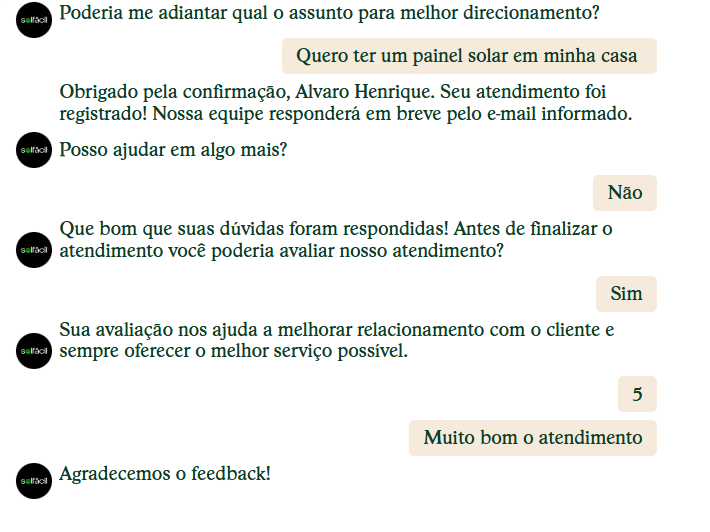 Poderia me adiantar qual o assunto para melhor direcionamento?
solfácil
Quero ter um painel solar em minha casa
Obrigado pela confirmação, Alvaro Henrique. Seu atendimento foi
registrado! Nossa equipe responderá em breve pelo e-mail informado.
solfácil
Posso ajudar em algo mais?
Não
Que bom que suas dúvidas foram respondidas! Antes de finalizar o
solfácil
atendimento você poderia avaliar nosso atendimento?
Sim
Sua avaliação nos ajuda a melhorar relacionamento com o cliente e
solfácil
sempre oferecer o melhor serviço possível.
5
Muito bom o atendimento
solfácil
Agradecemos o feedback!